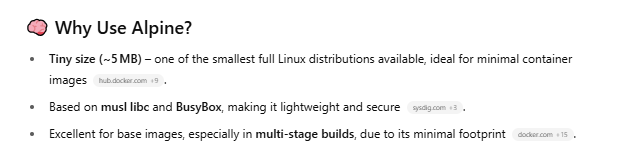 🧠 Why Use Alpine?
• Tiny size (~5 MB) – one of the smallest full Linux distributions available, ideal for minimal container
images hub.docker.com +9 .
• Based on musl libc and BusyBox, making it lightweight and secure sysdig.com +3 .
• Excellent for base images, especially in multi-stage builds, due to its minimal footprint docker.com +15 .